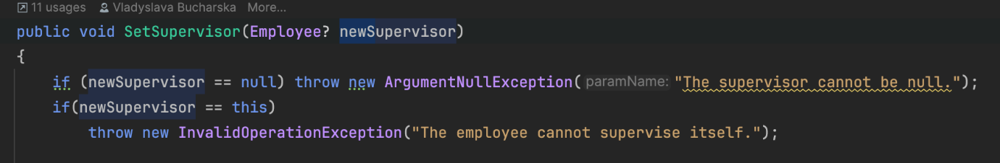 11 usages Vladyslava Bucharska More...
public void SetSupervisor(Employee? newSupervisor)
{
if (newSupervisor == null) throw new ArgumentNullException( paramName: "The supervisor cannot be null.");
if(newSupervisor == this)
throw new InvalidOperationException("The employee cannot supervise itself.");